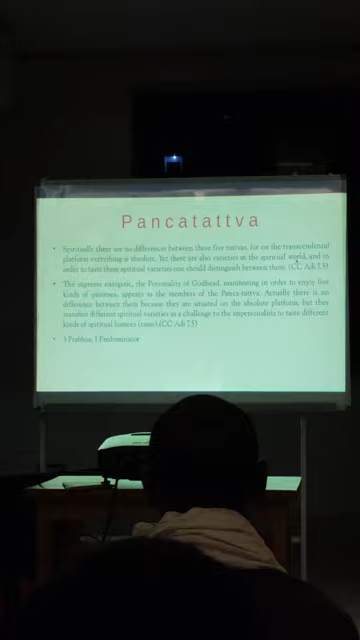 Pancatattva
• Spiritually there are no differences between these five tattvas, for on the transcendental
platform everything is absolute. Yet there are also varieties in the spiritual world, and in
order to taste these spiritual varieties one should distinguish between them. (CC Adi 7.5)
• The supreme energetic, the Personality of Godhead, manifesting in order to enjoy five
kinds of pastimes, appears as the members of the Panca-tattva. Actually there is no
difference between them because they are situated on the absolute platform, but they
manifest different spiritual varieties as a challenge to the impersonalists to taste different
kinds of spiritual humors (rasas).(CC Adi 7.5)
• 3 Prabhus, 1 Predominator